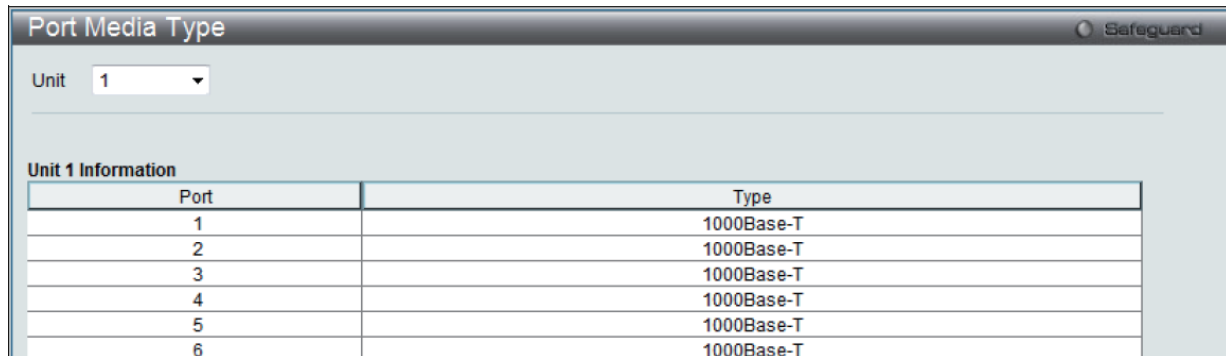 Port Media Type Safeguard
Unit 1
Unit 1 Information
Port Type
1 1000Base-T
2 1000Base-T
3 1000Base-T
4 1000Base-T
5 1000Base-T
6 1000Base-T